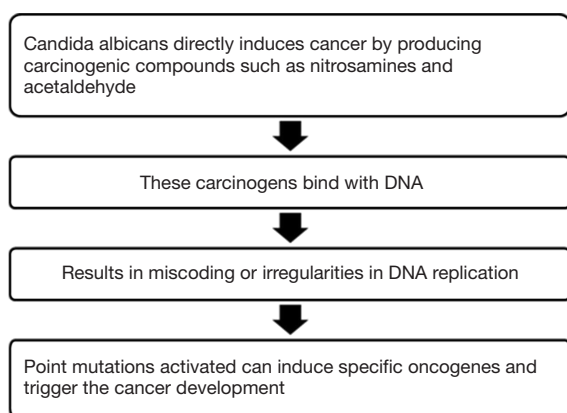 Candida albicans directly induces cancer by producing
carcinogenic compounds such as nitrosamines and
acetaldehyde
These carcinogens bind with DNA
Results in miscoding or irregularities in DNA replication
Point mutations activated can induce specific oncogenes and
trigger the cancer development